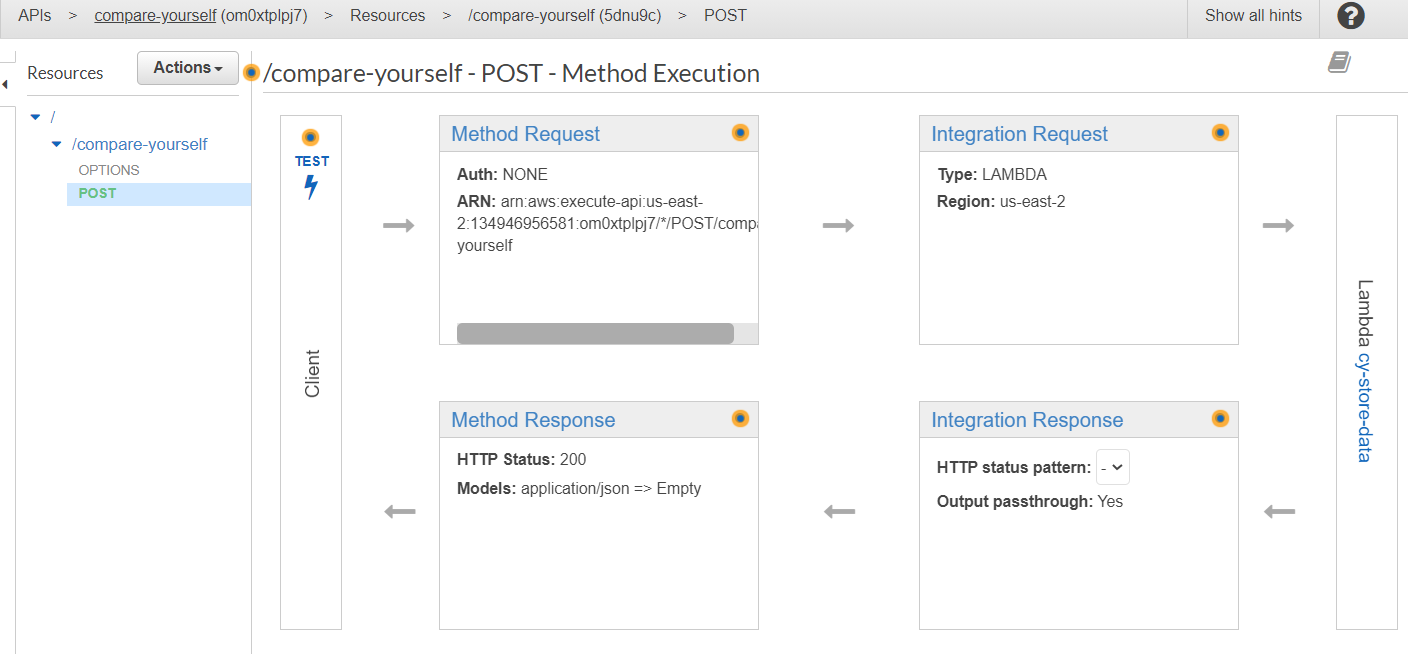 APIs > compare-yourself (om0xtplpj7) > Resources > /compare-yourself (5dnu9c) > POST
Show all hints
?
Resources
Actions
/compare-yourself - POST - Method Execution
/
/compare-yourself
OPTIONS
POST
TEST
Client
Method Request
Auth: NONE
ARN: arn:aws:execute-api:us-east-
2:134946956581:om0xtplpj7/*/POST/compa
yourself
Integration Request
Type: LAMBDA
Region: us-east-2
Lambda cy-store-data
Method Response
HTTP Status: 200
Models: application/json => Empty
Integration Response
HTTP status pattern: -
Output passthrough: Yes